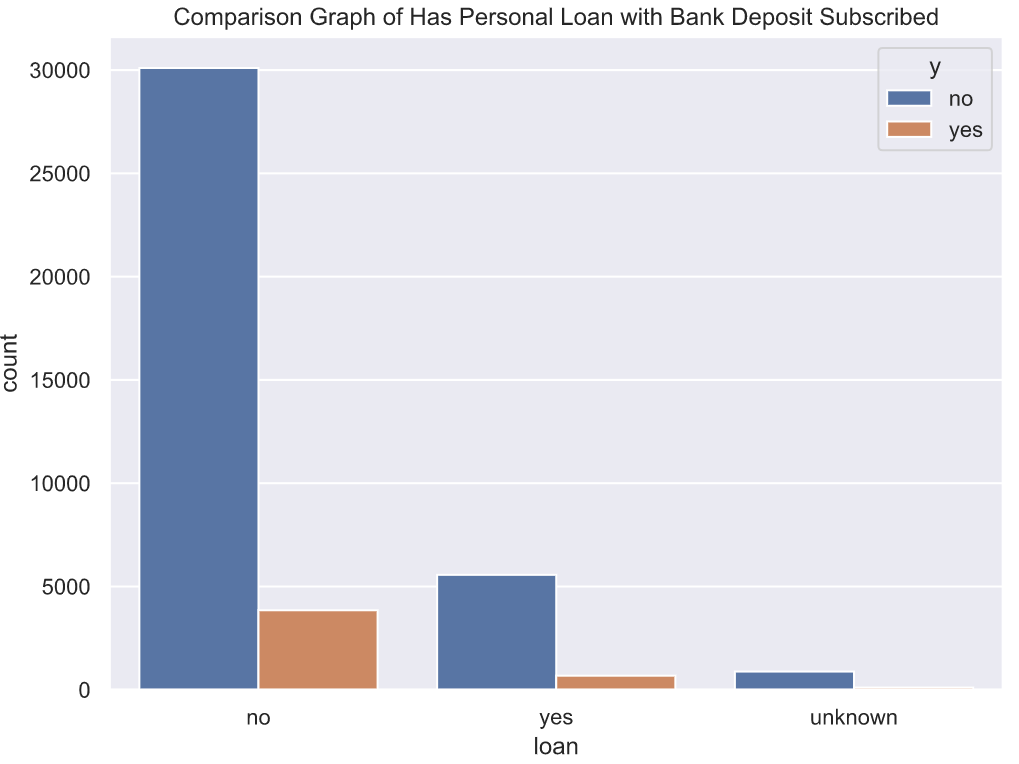 Comparison Graph of Has Personal Loan with Bank Deposit Subscribed
y
no
yes
30000
25000
20000
15000
10000
5000
0
count
no
yes
unknown
loan